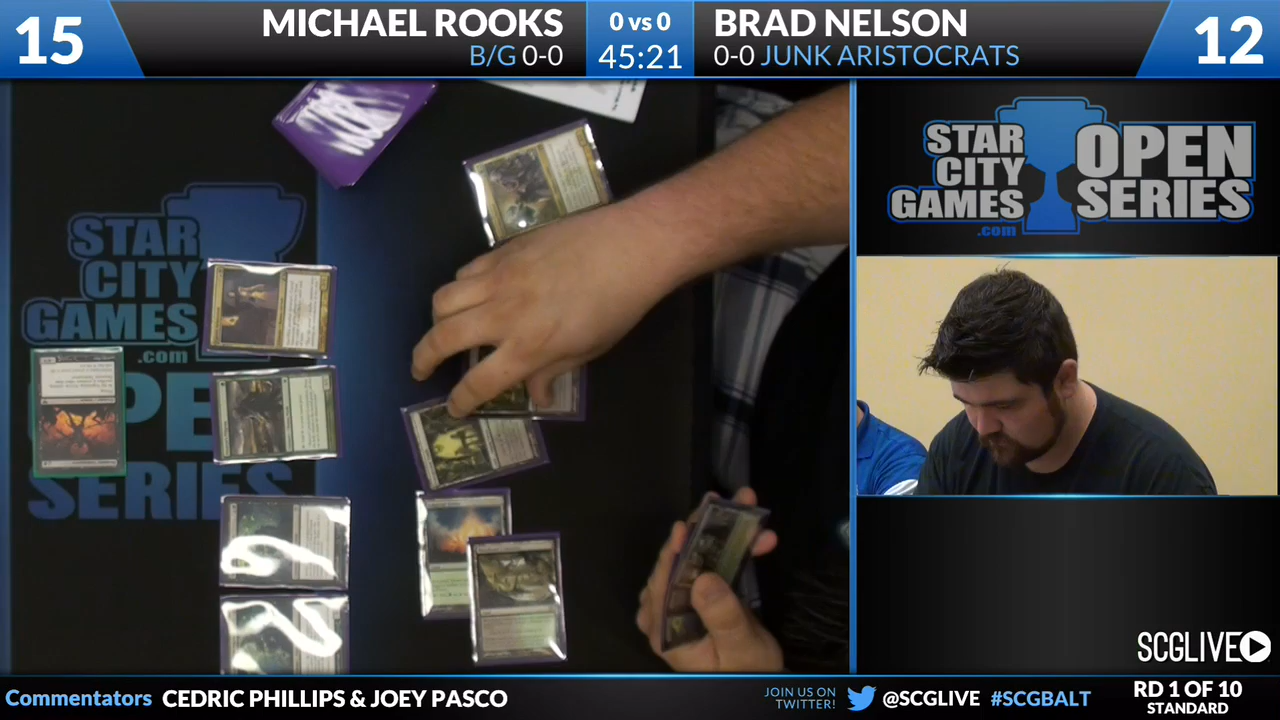 15
MICHAEL ROOKS
B/G 0-0
0 vs 0
45:21
BRAD NELSON
0-0 JUNK ARISTOCRATS
12
STAR
CITY
GAMES
.com
OPEN
SERIES
STAR
CITY
GAMES
.com
OPEN
SERIES
SCGLIVE
Commentators CEDRIC PHILLIPS & JOEY PASCO
JOIN US ON
TWITTER!
@SCGLIVE #SCGBALT
RD 1 OF 10
STANDARD